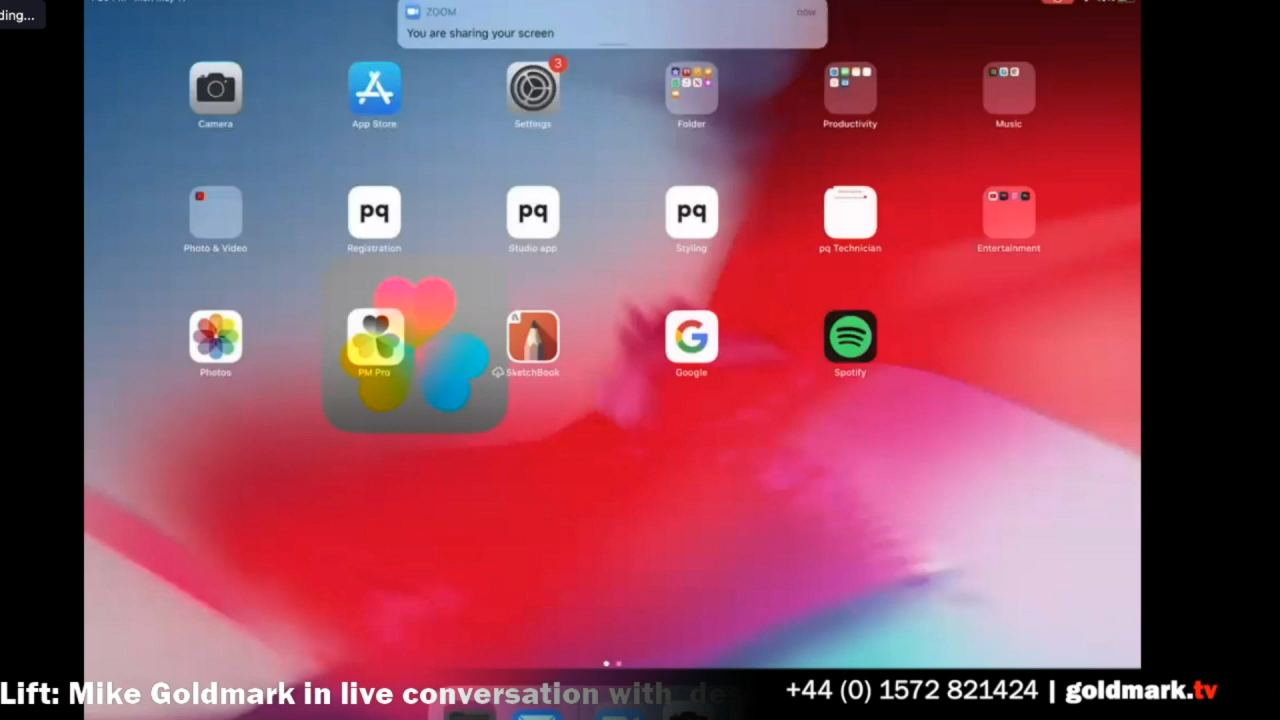 ding...
ZOOM now
You are sharing your screen
3
Camera App Store Settings Folder Productivity Music
pq pq pq
Photo & Video Registration Studio app Styling pq Technician Entertainment
Photos PM Pro SketchBook Google Spotify
Lift: Mike Goldmark in live conversation with des
+44 (0) 1572 821424 | goldmark.tv